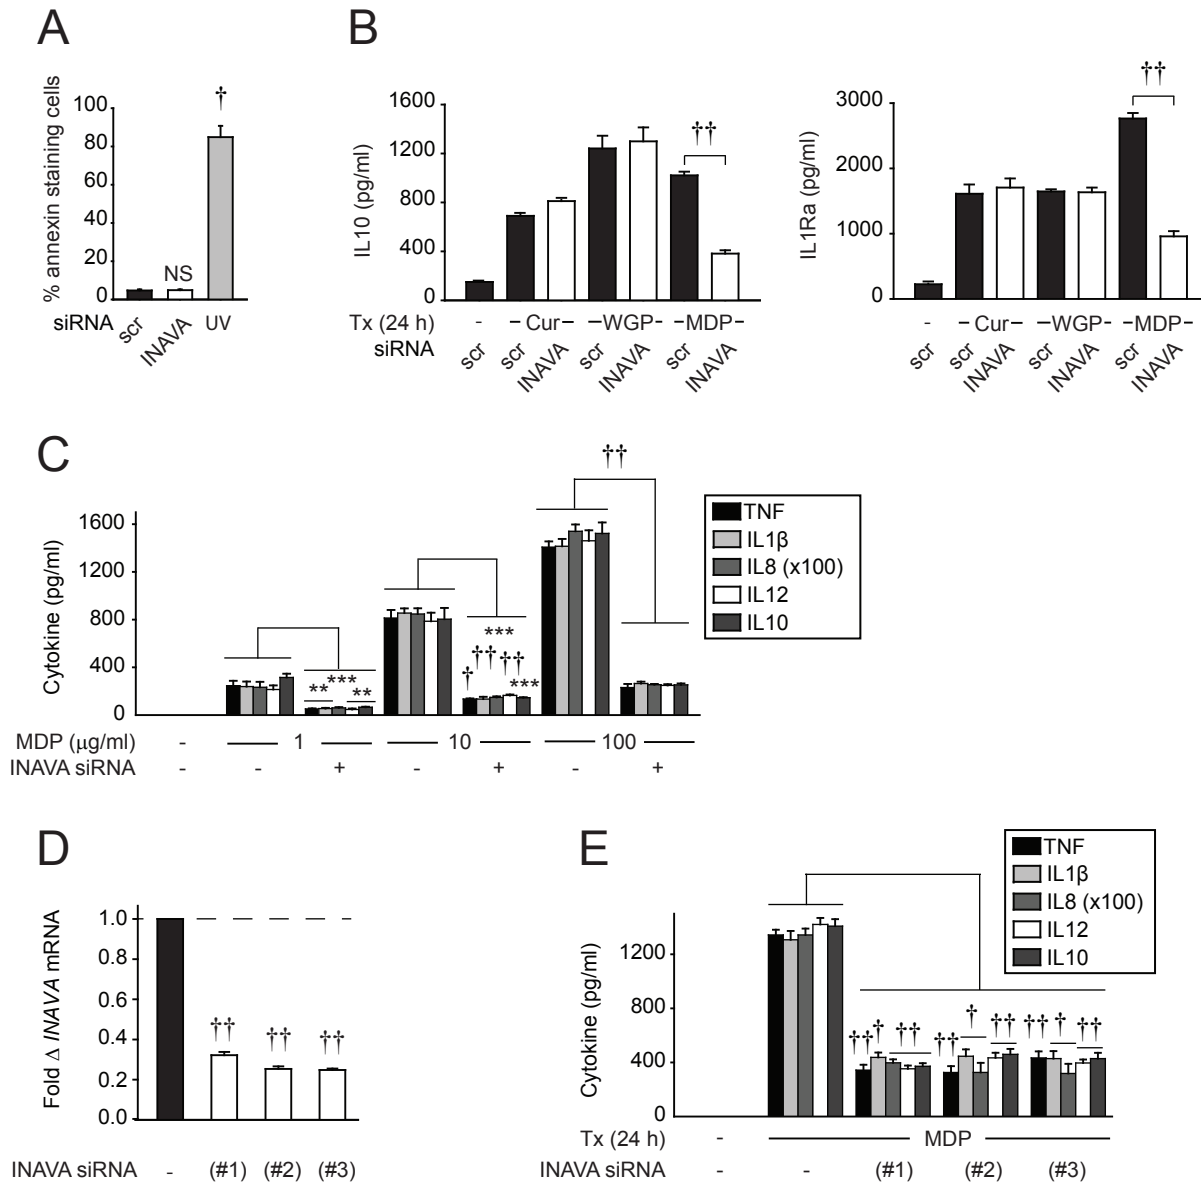 A
% annexin staining cells
100
80
60
40
20
0
†
NS
siRNA
scr
INAVA
UV
B
IL10 (pg/ml)
1600
1200
800
400
0
††
Tx (24 h)
- Cur WGP MDP
siRNA
scr scr INAVA scr INAVA scr INAVA
IL1Ra (pg/ml)
3000
2000
1000
0
††
- Cur WGP MDP
scr scr INAVA scr INAVA scr INAVA
C
††
Cytokine (pg/ml)
1600
1200
800
400
0
** *** **
***
† †† †† ***
TNF
IL1β
IL8 (x100)
IL12
IL10
MDP (μg/ml) - 1 10 100
INAVA siRNA - - + - + - +
D
Fold Δ INAVA mRNA
1.0
0.8
0.6
0.4
0.2
0.0
†† †† ††
INAVA siRNA - (#1) (#2) (#3)
E
TNF
IL1β
IL8 (x100)
IL12
IL10
Cytokine (pg/ml)
1200
800
400
0
†† † †† †† † †† †† † ††
Tx (24 h) - MDP
INAVA siRNA - - (#1) (#2) (#3)